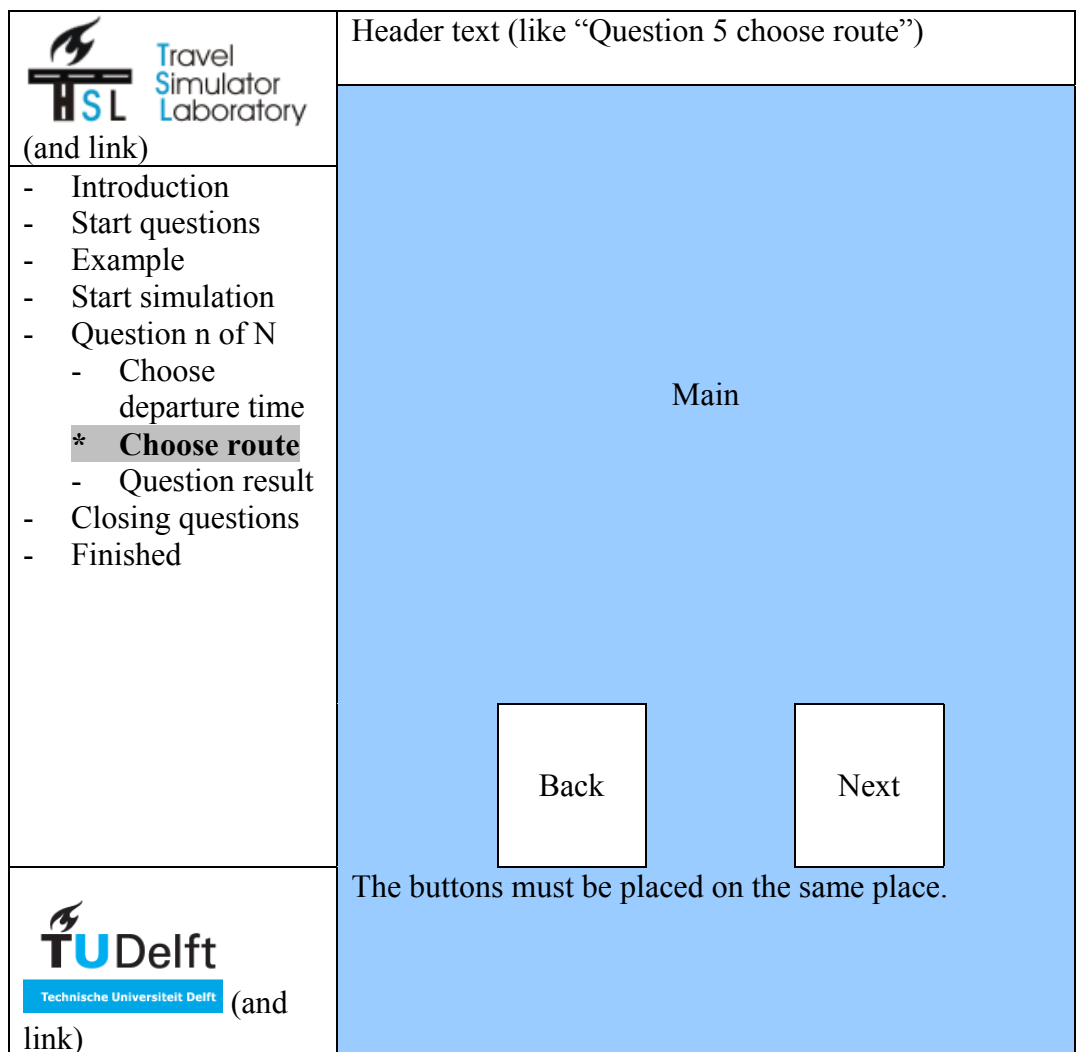 Travel
Simulator
Laboratory
TSL
(and link)
Header text (like “Question 5 choose route”)
- Introduction
- Start questions
- Example
- Start simulation
- Question n of N
- Choose
departure time
* Choose route
- Question result
- Closing questions
- Finished
Main
Back
Next
The buttons must be placed on the same place.
TUDelft
Technische Universiteit Delft (and
link)